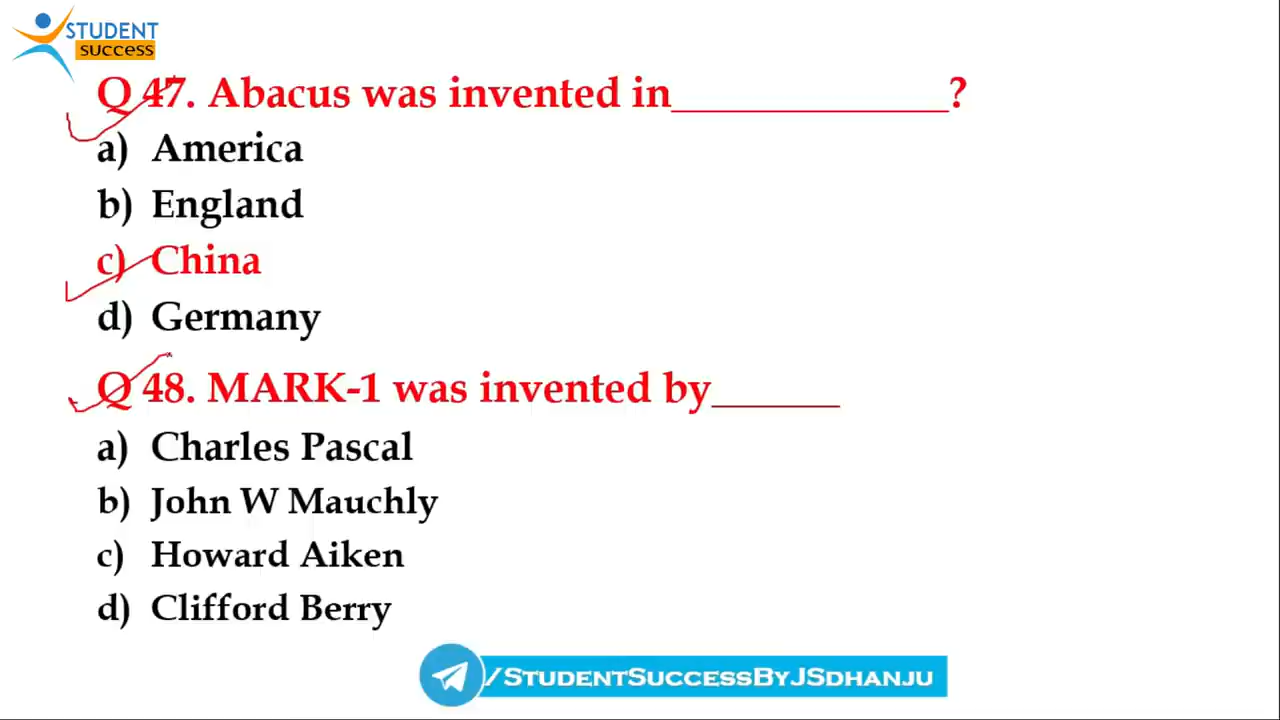 STUDENT
success
Q 47. Abacus was invented in______________?
a) America
b) England
c) China
d) Germany
Q 48. MARK-1 was invented by_______
a) Charles Pascal
b) John W Mauchly
c) Howard Aiken
d) Clifford Berry
/StudentSuccessByJSdhanju